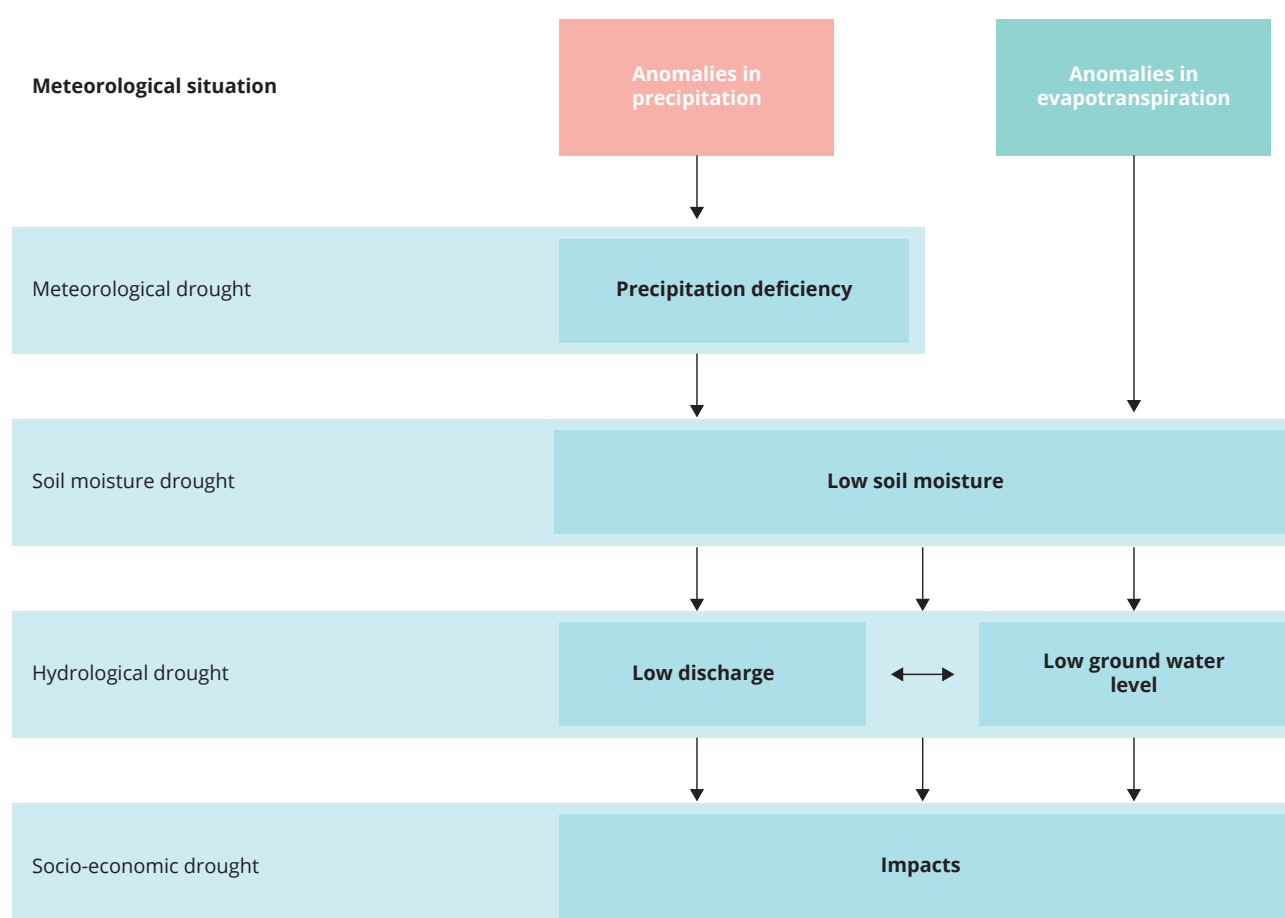 Meteorological situation
Anomalies in
precipitation
Anomalies in
evapotranspiration
Meteorological drought
Precipitation deficiency
Soil moisture drought
Low soil moisture
Hydrological drought
Low discharge
Low ground water
level
Socio-economic drought
Impacts